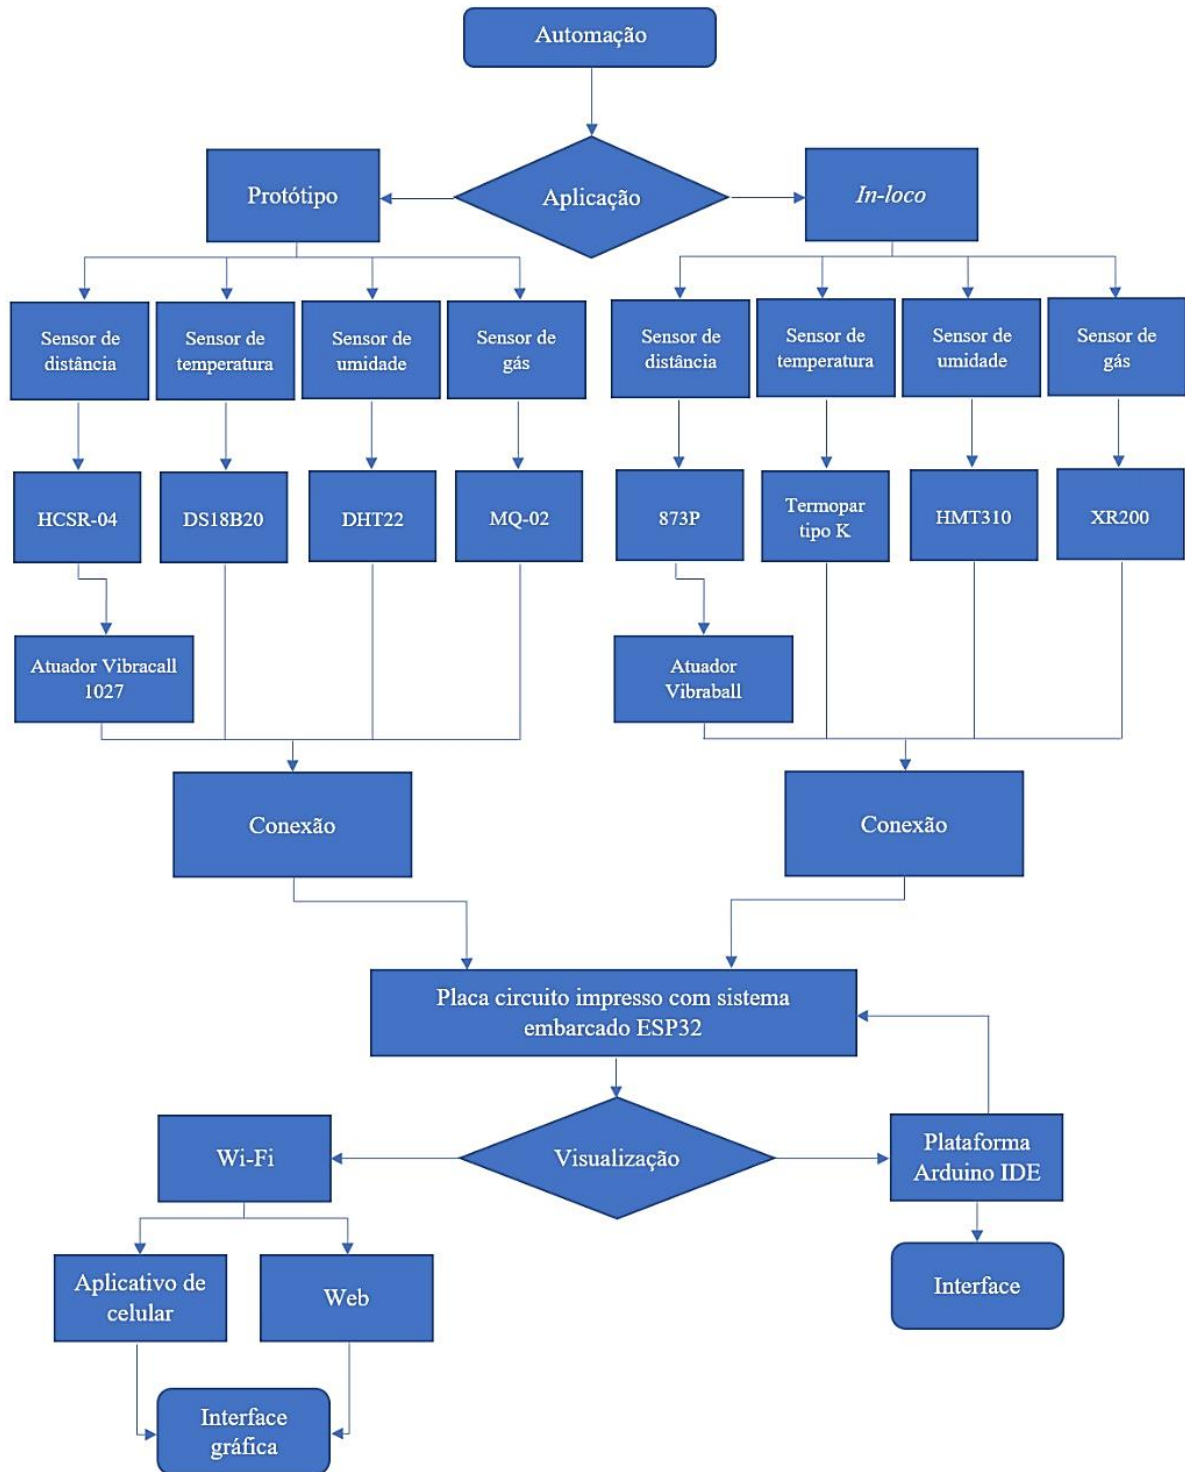 Automação
Protótipo
Aplicação
In-loco
Sensor de
distância
Sensor de
temperatura
Sensor de
umidade
Sensor de
gás
Sensor de
distância
Sensor de
temperatura
Sensor de
umidade
Sensor de
gás
HCSR-04
DS18B20
DHT22
MQ-02
873P
Termopar
tipo K
HMT310
XR200
Atuador Vibracall
1027
Atuador
Vibraball
Conexão
Conexão
Placa circuito impresso com sistema
embarcado ESP32
Wi-Fi
Visualização
Plataforma
Arduino IDE
Aplicativo de
celular
Web
Interface
Interface
gráfica